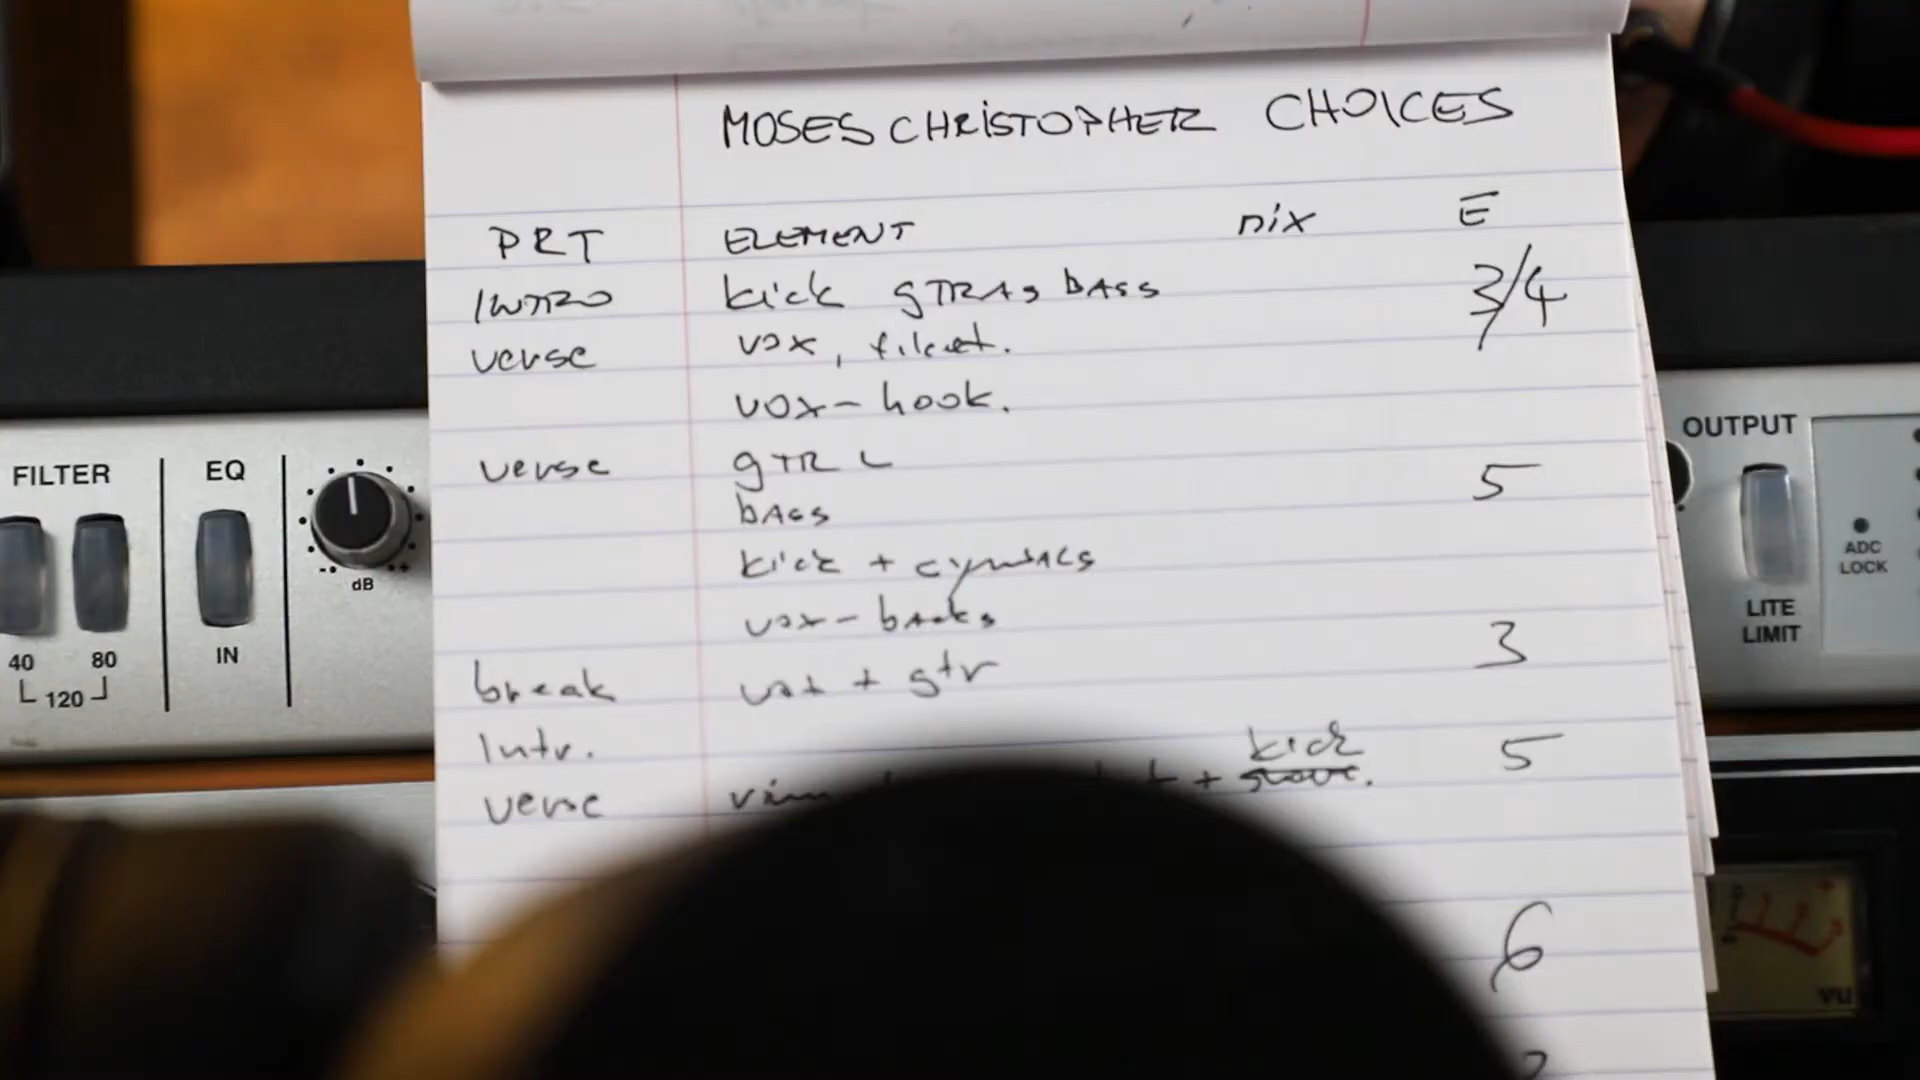 MOSES CHRISTOPHER CHOICES
PRT ELEMENT mix E
INTRO kick GTRAS BASS 3/4
verse vox,
vox - hook.
verse GTR L 5
BASS
kick + cymbals
vox - backs
break vox + gtr 3
Intr. kick 5
verse +
6
FILTER
40 80
120
EQ
IN
dB
- +
OUTPUT
LITE
LIMIT
ADC
LOCK
VU